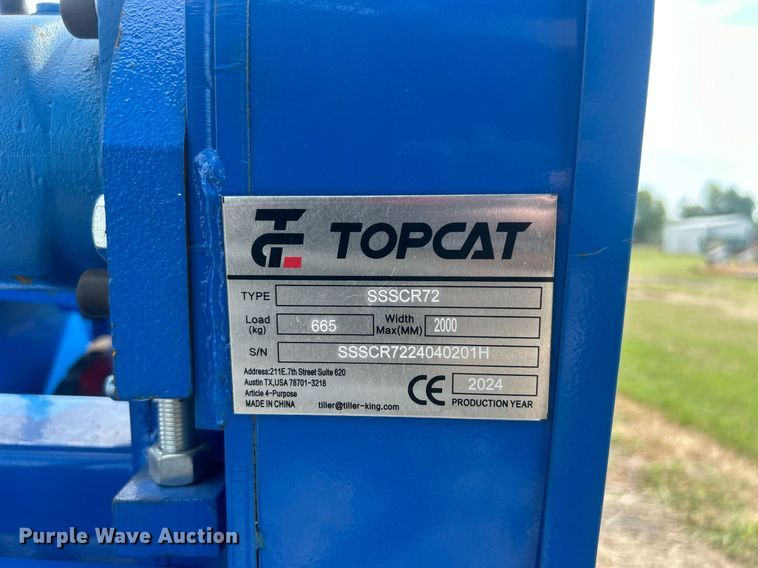 TOPCAT
TYPE SSSCR72
Load (kg) 665 Width Max(MM) 2000
S/N SSSCR7224040201H
Address:211E.7th Street Suite 620
Austin TX,USA 78701-3218
Article 4-Purpose
MADE IN CHINA tiller@tiller-king.com
CE 2024
PRODUCTION YEAR
Purple Wave Auction